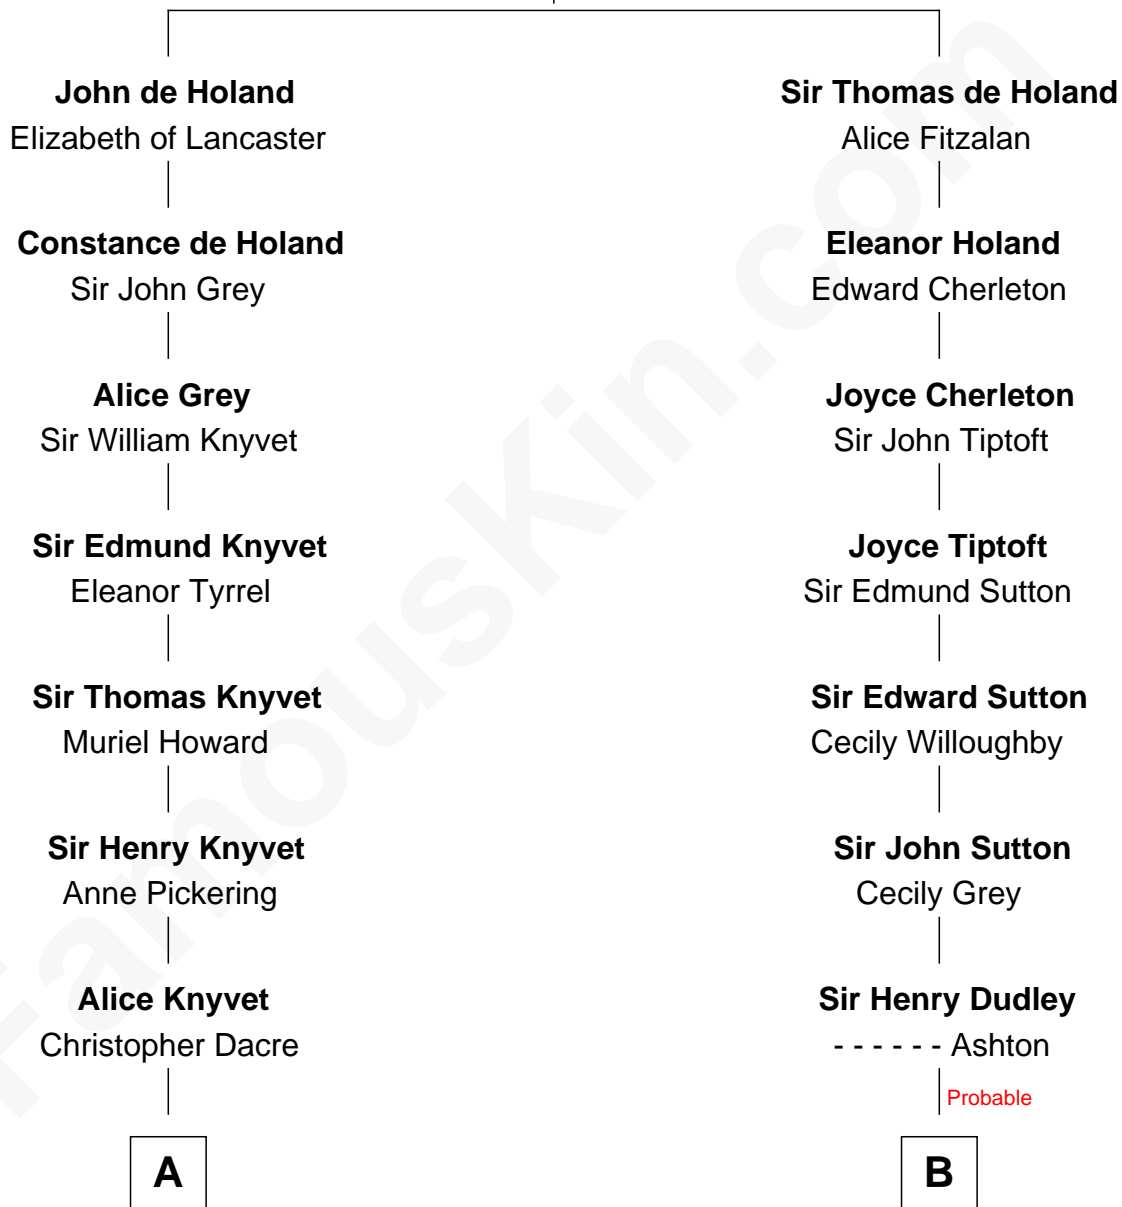 John de Holand
Elizabeth of Lancaster
Constance de Holand
Sir John Grey
Alice Grey
Sir William Knyvet
Sir Edmund Knyvet
Eleanor Tyrrel
Sir Thomas Knyvet
Muriel Howard
Sir Henry Knyvet
Anne Pickering
Alice Knyvet
Christopher Dacre
A
Sir Thomas de Holand
Alice Fitzalan
Eleanor Holand
Edward Cherleton
Joyce Cherleton
Sir John Tiptoft
Joyce Tiptoft
Sir Edmund Sutton
Sir Edward Sutton
Cecily Willoughby
Sir John Sutton
Cecily Grey
Sir Henry Dudley
- - - - - - Ashton
Probable
B
FamousKin.com